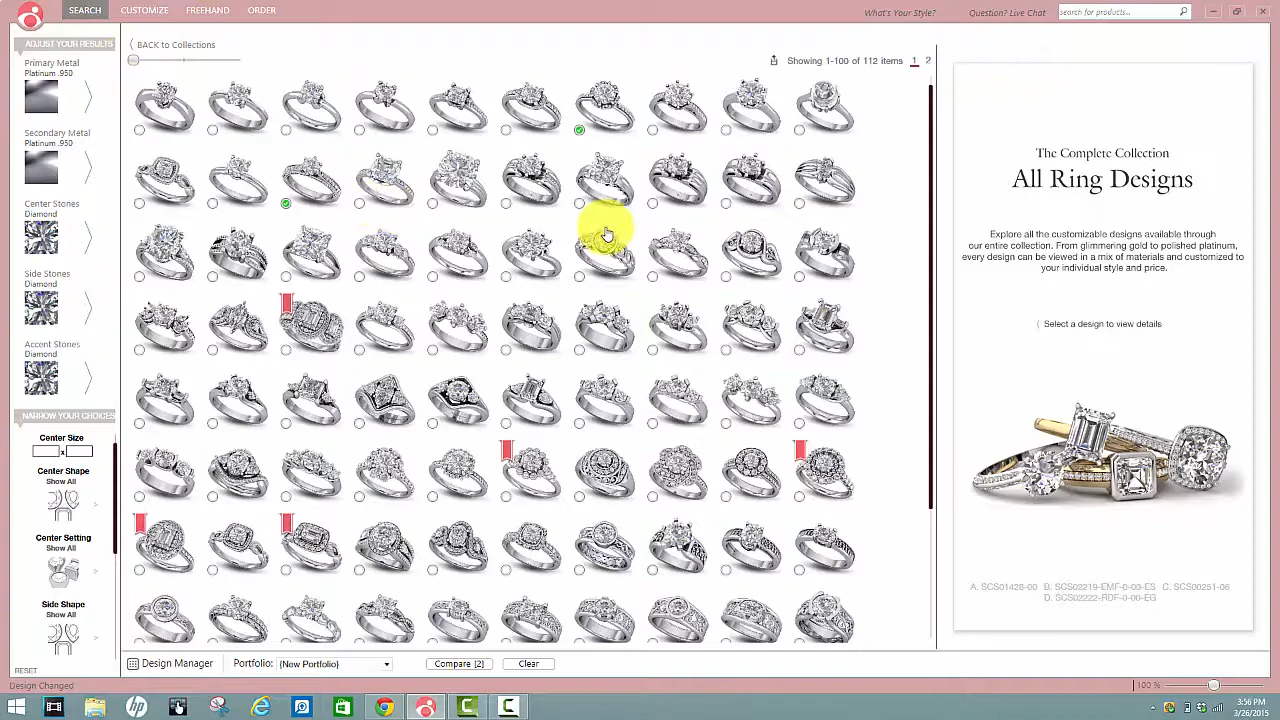 SEARCH CUSTOMIZE FREEHAND ORDER What's Your Style? Question? Live Chat search for products...
ADJUST YOUR RESULTS
Primary Metal
Platinum .950
Secondary Metal
Platinum .950
Center Stones
Diamond
Side Stones
Diamond
Accent Stones
Diamond
NARROW YOUR CHOICES
Center Size
x
Center Shape
Show All
Center Setting
Show All
Side Shape
Show All
RESET
BACK to Collections
Showing 1-100 of 112 items 1 2
The Complete Collection
All Ring Designs
Explore all the customizable designs available through
our entire collection. From glimmering gold to polished platinum,
every design can be viewed in a mix of materials and customized to
your individual style and price.
Select a design to view details
A. SCS01428-00 B. SCS02219-EMF-0-00-ES C. SCS00251-06
D. SCS02222-RDF-0-00-EG
Design Manager Portfolio: {New Portfolio} Compare [2] Clear
Design Changed 100 %
3:56 PM
3/26/2015